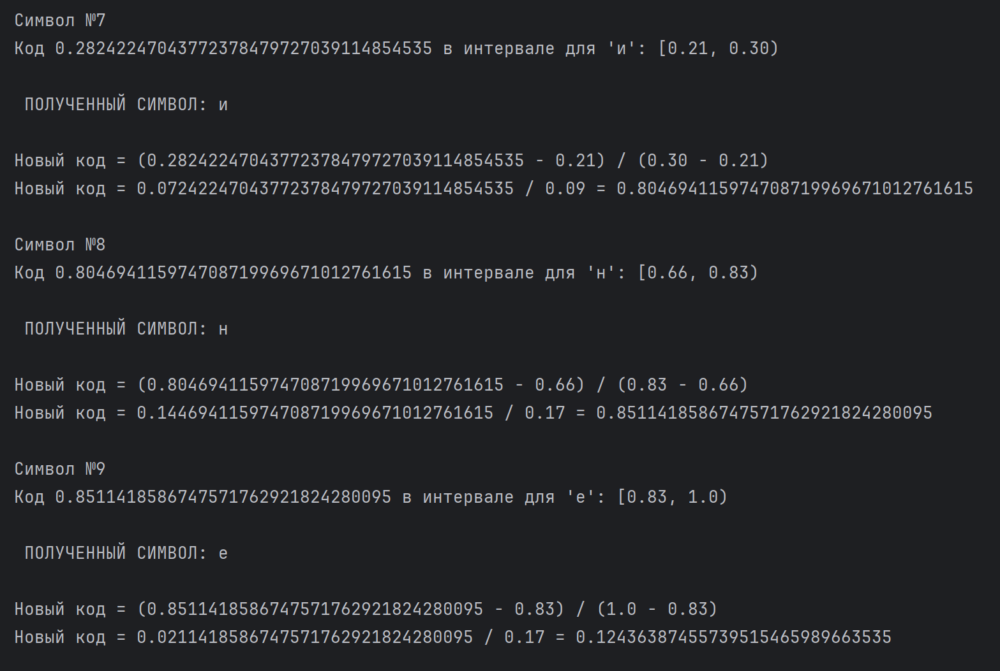 Символ №7
Код 0.28242247043772378479727039114854535 в интервале для 'и': [0.21, 0.30)
ПОЛУЧЕННЫЙ СИМВОЛ: и
Новый код = (0.28242247043772378479727039114854535 - 0.21) / (0.30 - 0.21)
Новый код = 0.07242247043772378479727039114854535 / 0.09 = 0.804694115974708719969671012761615
Символ №8
Код 0.804694115974708719969671012761615 в интервале для 'н': [0.66, 0.83)
ПОЛУЧЕННЫЙ СИМВОЛ: н
Новый код = (0.804694115974708719969671012761615 - 0.66) / (0.83 - 0.66)
Новый код = 0.144694115974708719969671012761615 / 0.17 = 0.8511418586747571762921824280095
Символ №9
Код 0.8511418586747571762921824280095 в интервале для 'е': [0.83, 1.0)
ПОЛУЧЕННЫЙ СИМВОЛ: е
Новый код = (0.8511418586747571762921824280095 - 0.83) / (1.0 - 0.83)
Новый код = 0.0211418586747571762921824280095 / 0.17 = 0.12436387455739515465989663535